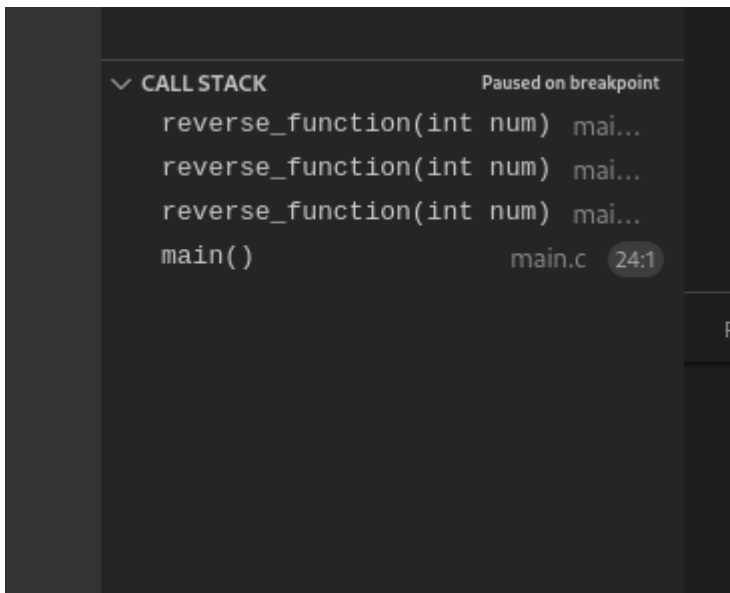 CALL STACK Paused on breakpoint
reverse_function(int num) mai...
reverse_function(int num) mai...
reverse_function(int num) mai...
main() main.c 24:1